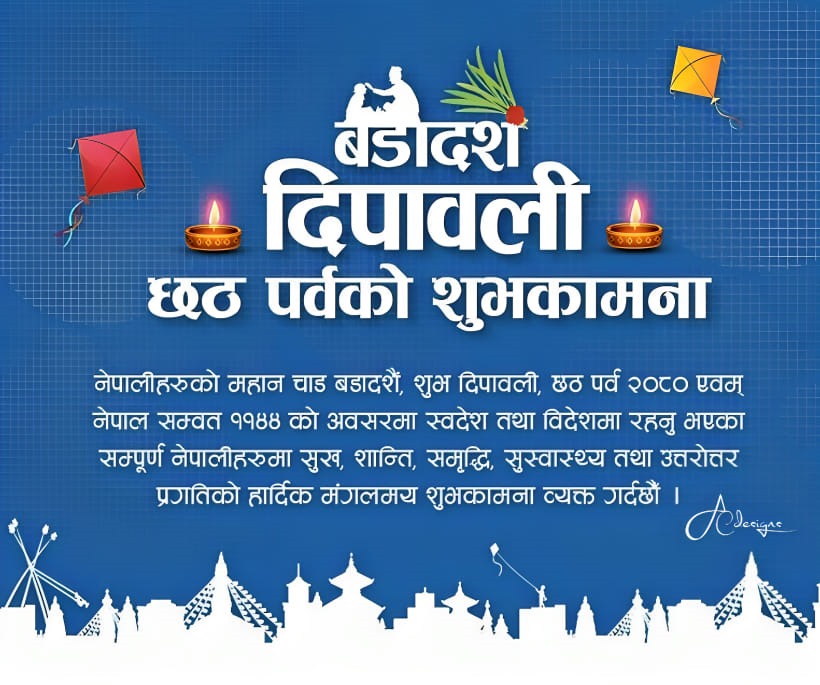 बडादशैं
दिपावली
छठ पर्वको शुभकामना
नेपालीहरुको महान चाड बडादशैं, शुभ दिपावली, छठ पर्व २०८० एवम्
नेपाल सम्वत ११४४ को अवसरमा स्वदेश तथा विदेशमा रहनु भएका
सम्पूर्ण नेपालीहरुमा सुख, शान्ति, समृद्धि, सुस्वास्थ्य तथा उत्तरोत्तर
प्रगतिको हार्दिक मंगलमय शुभकामना व्यक्त गर्दछौं ।
A designs